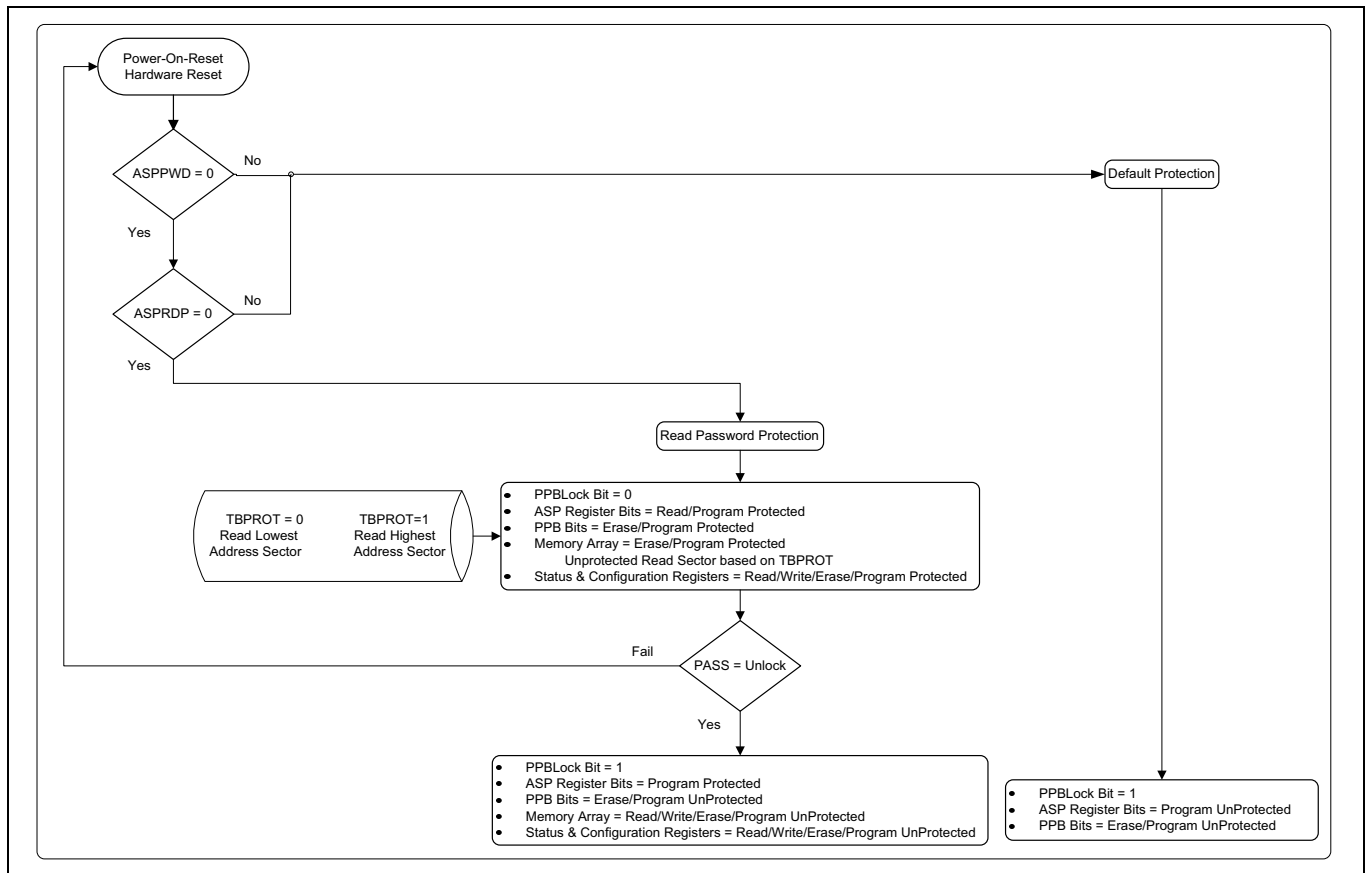 Power-On-Reset
Hardware Reset
No
ASPPWD = 0
Default Protection
Yes
No
ASPRDP = 0
Yes
Read Password Protection
TBPROT = 0
Read Lowest
Address Sector
TBPROT=1
Read Highest
Address Sector
• PPBLock Bit = 0
• ASP Register Bits = Read/Program Protected
• PPB Bits = Erase/Program Protected
• Memory Array = Erase/Program Protected
Unprotected Read Sector based on TBPROT
• Status & Configuration Registers = Read/Write/Erase/Program Protected
Fail
PASS = Unlock
Yes
• PPBLock Bit = 1
• ASP Register Bits = Program Protected
• PPB Bits = Erase/Program UnProtected
• Memory Array = Read/Write/Erase/Program UnProtected
• Status & Configuration Registers = Read/Write/Erase/Program UnProtected
• PPBLock Bit = 1
• ASP Register Bits = Program UnProtected
• PPB Bits = Erase/Program UnProtected